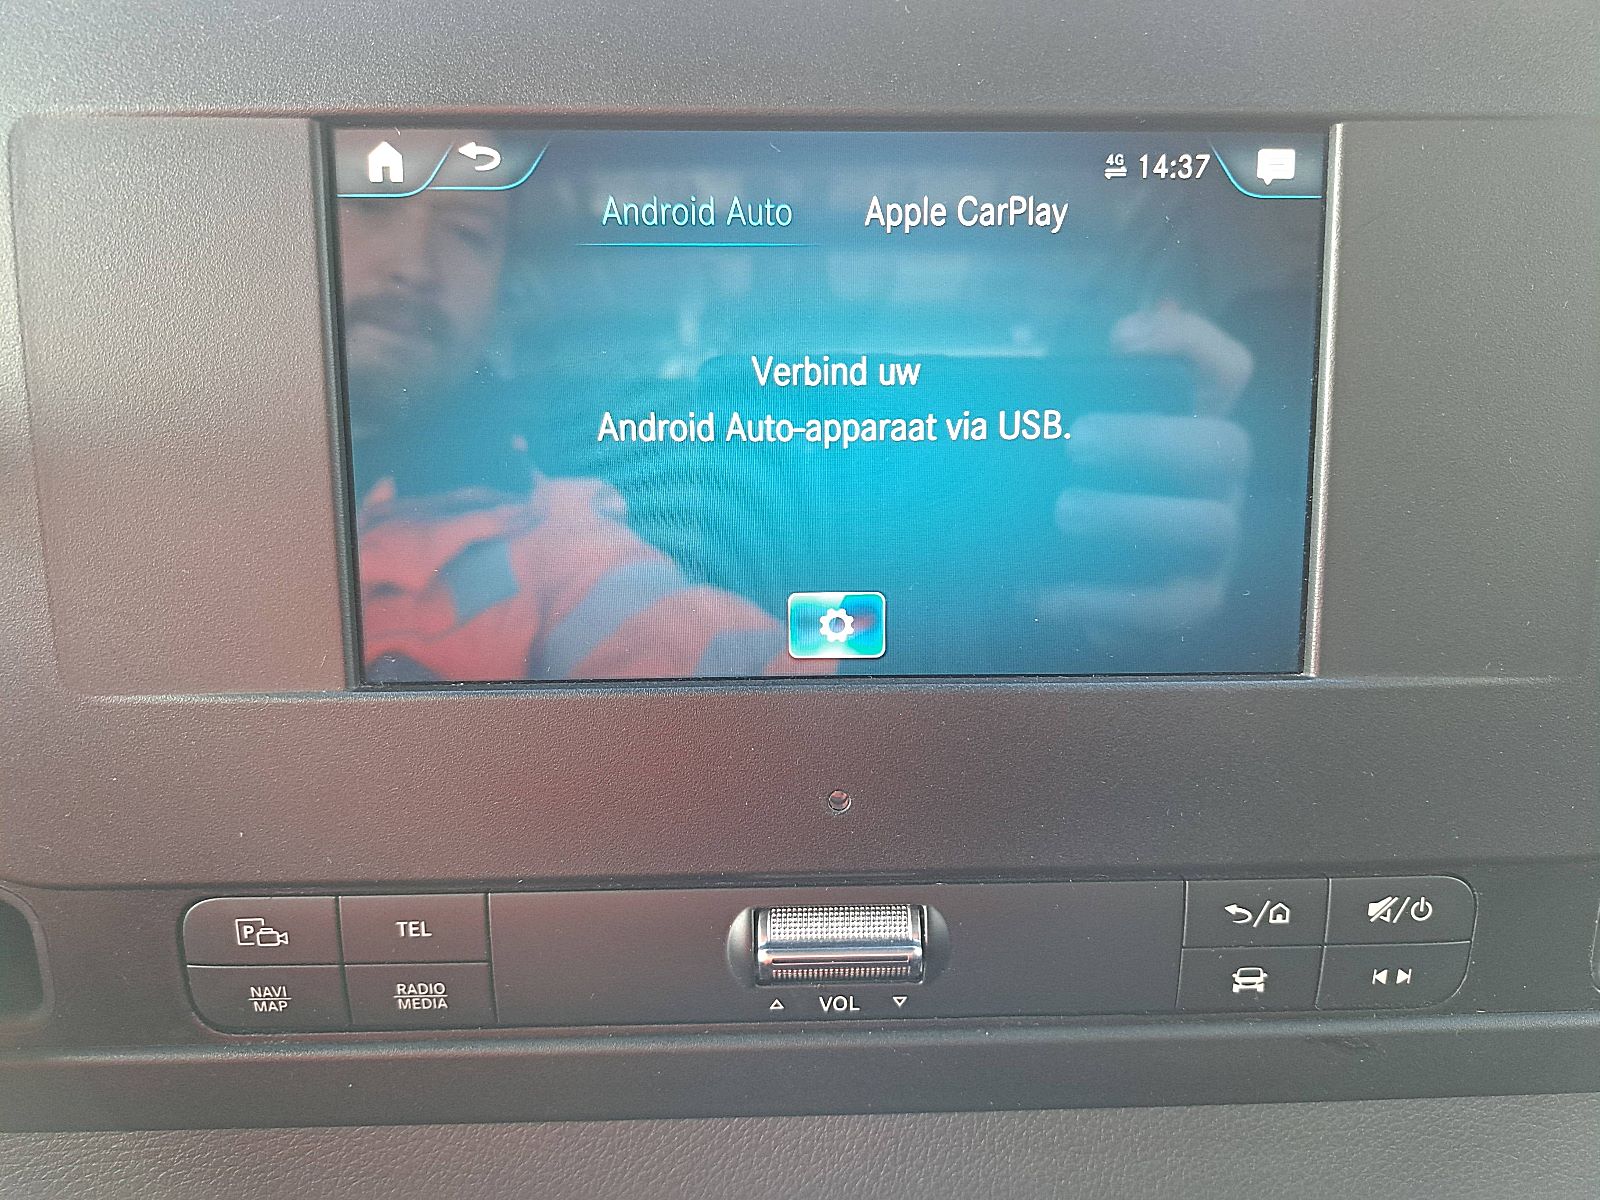 4G 14:37
Android Auto Apple CarPlay
Verbind uw
Android Auto-apparaat via USB.
P TEL
NAVI
MAP
RADIO
MEDIA
VOL